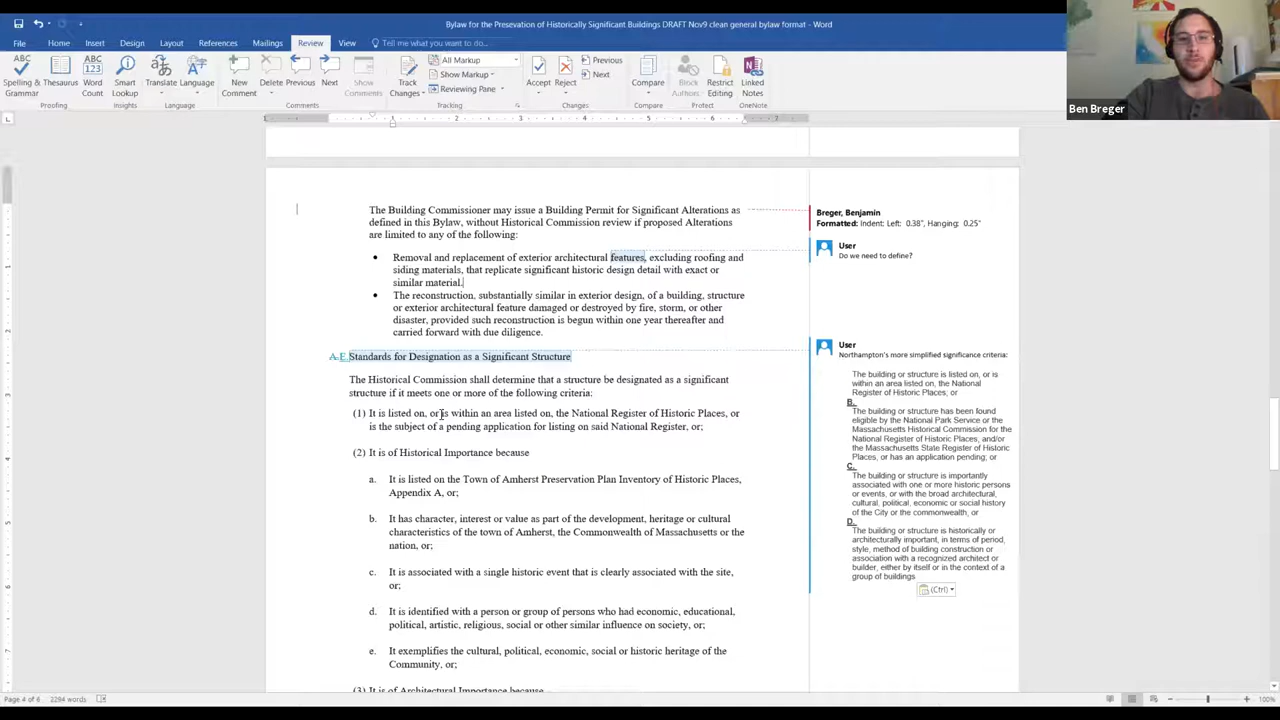 Bylaw for the Presevation of Historically Significant Buildings DRAFT Nov9 clean general bylaw format - Word
File Home Insert Design Layout References Mailings Review View Tell me what you want to do...
Spelling & Grammar
Thesaurus
Word Count
Smart Lookup
Translate
Language
New Comment
Delete
Previous
Next
Show Comments
Track Changes
All Markup
Show Markup
Reviewing Pane
Accept
Reject
Previous
Next
Compare
Block Authors
Restrict Editing
Linked Notes
Proofing Insights Language Comments Tracking Changes Compare Protect OneNote
Ben Breger
1 2 3 4 5 6 7
The Building Commissioner may issue a Building Permit for Significant Alterations as
defined in this Bylaw, without Historical Commission review if proposed Alterations
are limited to any of the following:
• Removal and replacement of exterior architectural features, excluding roofing and
siding materials, that replicate significant historic design detail with exact or
similar material.
• The reconstruction, substantially similar in exterior design, of a building, structure
or exterior architectural feature damaged or destroyed by fire, storm, or other
disaster, provided such reconstruction is begun within one year thereafter and
carried forward with due diligence.
A.E. Standards for Designation as a Significant Structure
The Historical Commission shall determine that a structure be designated as a significant
structure if it meets one or more of the following criteria:
(1) It is listed on, or is within an area listed on, the National Register of Historic Places, or
is the subject of a pending application for listing on said National Register, or;
(2) It is of Historical Importance because
a. It is listed on the Town of Amherst Preservation Plan Inventory of Historic Places,
Appendix A, or;
b. It has character, interest or value as part of the development, heritage or cultural
characteristics of the town of Amherst, the Commonwealth of Massachusetts or the
nation, or;
c. It is associated with a single historic event that is clearly associated with the site,
or;
d. It is identified with a person or group of persons who had economic, educational,
political, artistic, religious, social or other similar influence on society, or;
e. It exemplifies the cultural, political, economic, social or historic heritage of the
Community, or;
(3) It is of Architectural Importance because
Breger, Benjamin
Formatted: Indent: Left: 0.38", Hanging: 0.25"
User
Do we need to define?
User
Northampton's more simplified significance criteria:
The building or structure is listed on, or is
within an area listed on, the National
Register of Historic Places; or
B.
The building or structure has been found
eligible by the National Park Service or the
Massachusetts Historical Commission for the
National Register of Historic Places, and/or
the Massachusetts State Register of Historic
Places, or has an application pending; or
C.
The building or structure is importantly
associated with one or more historic persons
or events, or with the broad architectural,
cultural, political, economic or social history
of the City or the commonwealth, or
D.
The building or structure is historically or
architecturally important, in terms of period,
style, method of building construction or
association with a recognized architect or
builder, either by itself or in the context of a
group of buildings
(Ctrl)
Page 4 of 6 2294 words
100%